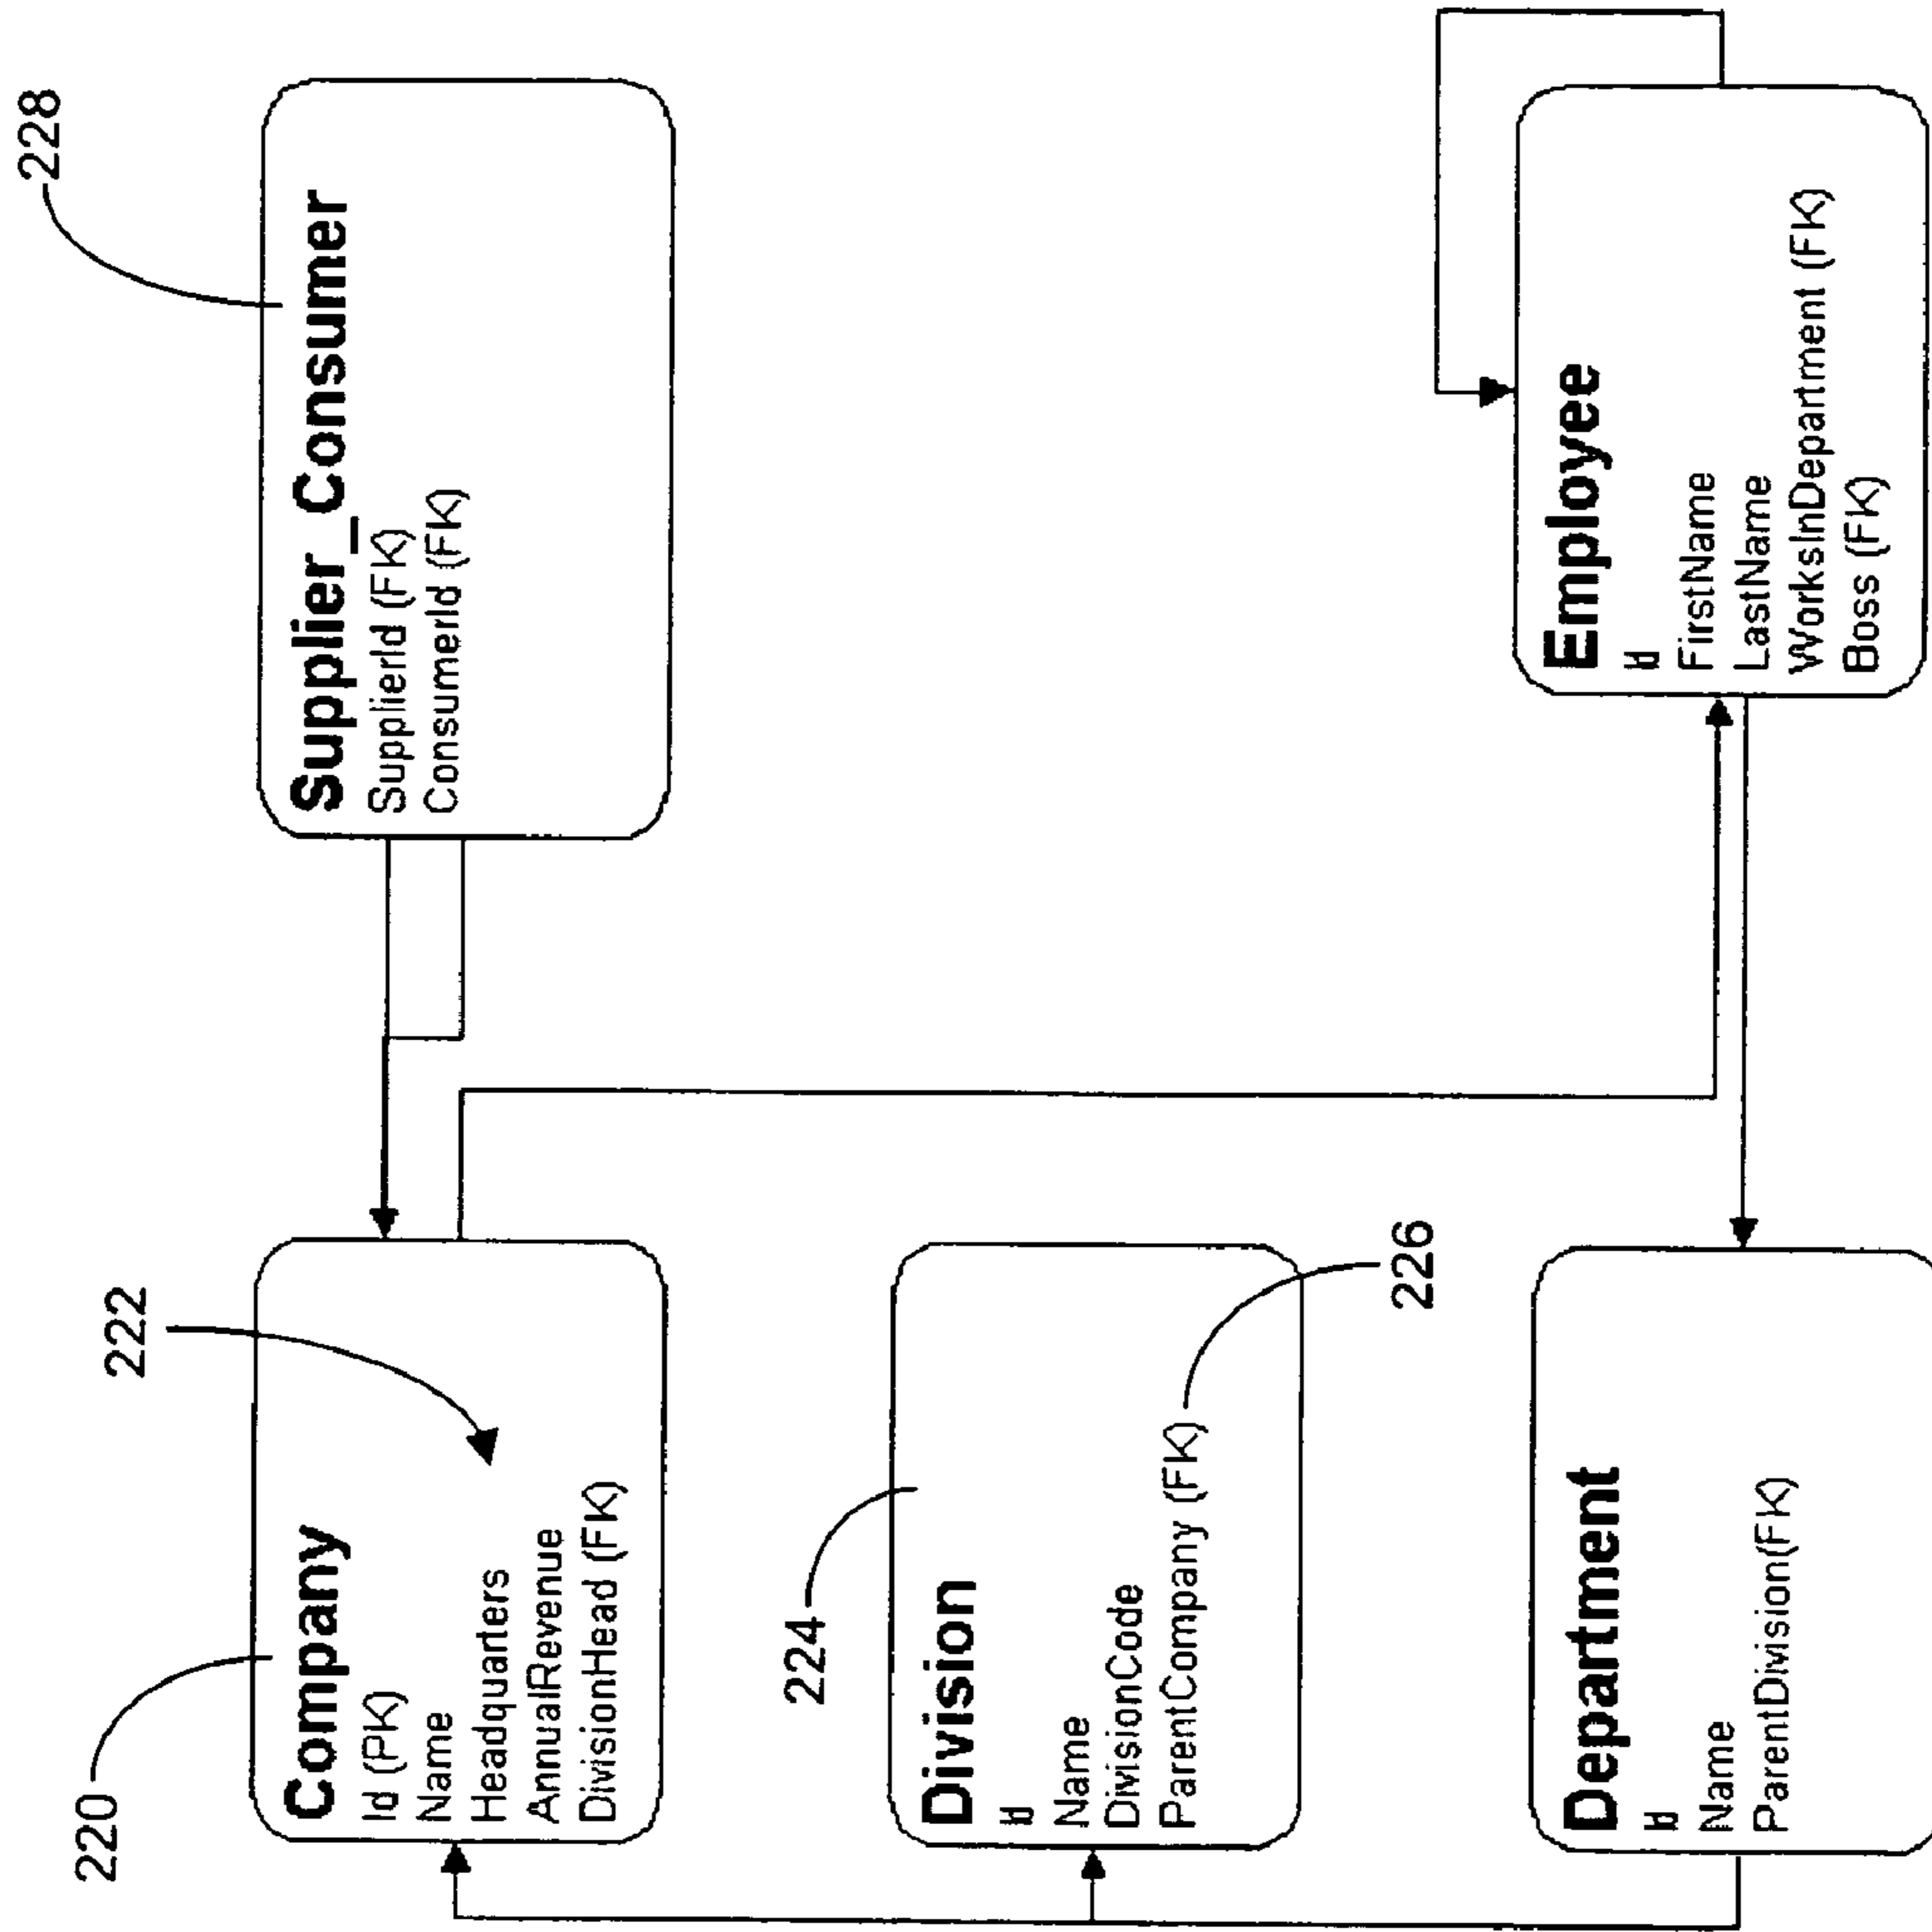 220
222
Company
Id (PK)
Name
Headquarters
AnnualRevenue
DivisionHead (FK)
228
Supplier_Consumer
SupplierId (FK)
ConsumerId (FK)
224
Division
Id
Name
DivisionCode
ParentCompany (FK)
226
Department
Id
Name
ParentDivision(FK)
Employee
Id
FirstName
LastName
WorksInDepartment (FK)
Boss (FK)